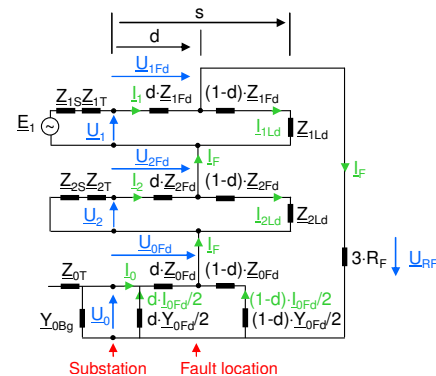 s
d
U1Fd
Z1S Z1T I1 d·Z1Fd (1-d)·Z1Fd
E1 U1 I1Ld Z1Ld
U2Fd IF IF
Z2S Z2T I2 d·Z2Fd (1-d)·Z2Fd
U2 I2Ld Z2Ld
U0Fd IF
3·RF URF
Z0T I0 d·Z0Fd (1-d)·Z0Fd
d·I0Fd/2 (1-d)·I0Fd/2
Y0Bg U0 d·Y0Fd/2 (1-d)·Y0Fd/2
Substation Fault location